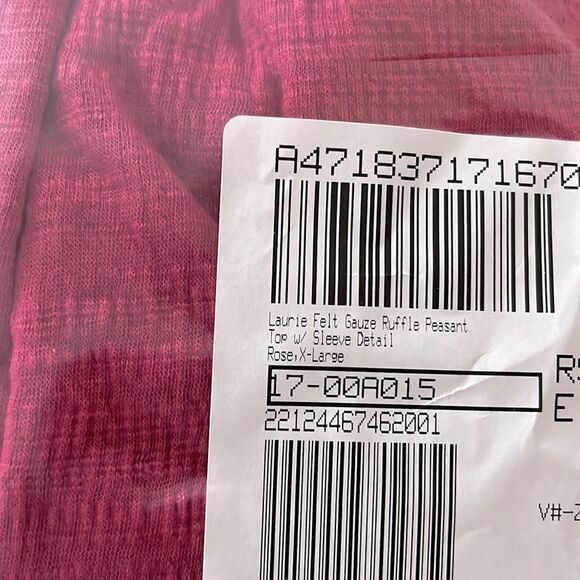 A471837171670
Laurie Felt Gauze Ruffle Peasant
Top w/ Sleeve Detail
Rose,X-Large
17-00A015
22124467462001
E
V#-